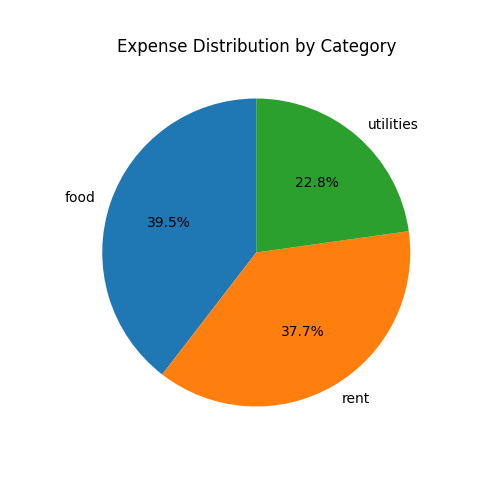 Expense Distribution by Category
utilities
22.8%
food
39.5%
37.7%
rent